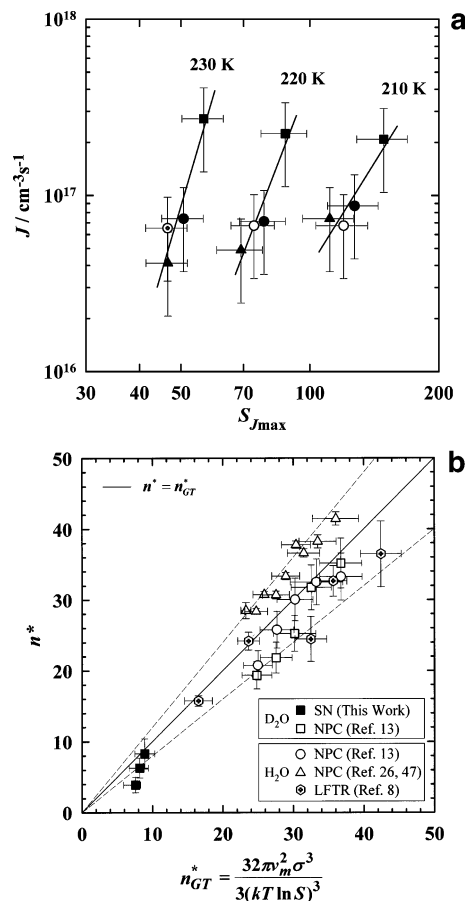 a
10^18
10^17
10^16
J / cm^-3 s^-1
230 K
220 K
210 K
30 40 50 70 100 200
S_Jmax
b
50
40
30
20
10
0
n*
n* = n*_GT
D₂O
SN (This Work)
NPC (Ref. 13)
H₂O
NPC (Ref. 13)
NPC (Ref. 26, 47)
LFTR (Ref. 8)
0 10 20 30 40 50
n*_GT = 32πv_m^2 σ^3 / 3(kT ln S)^3